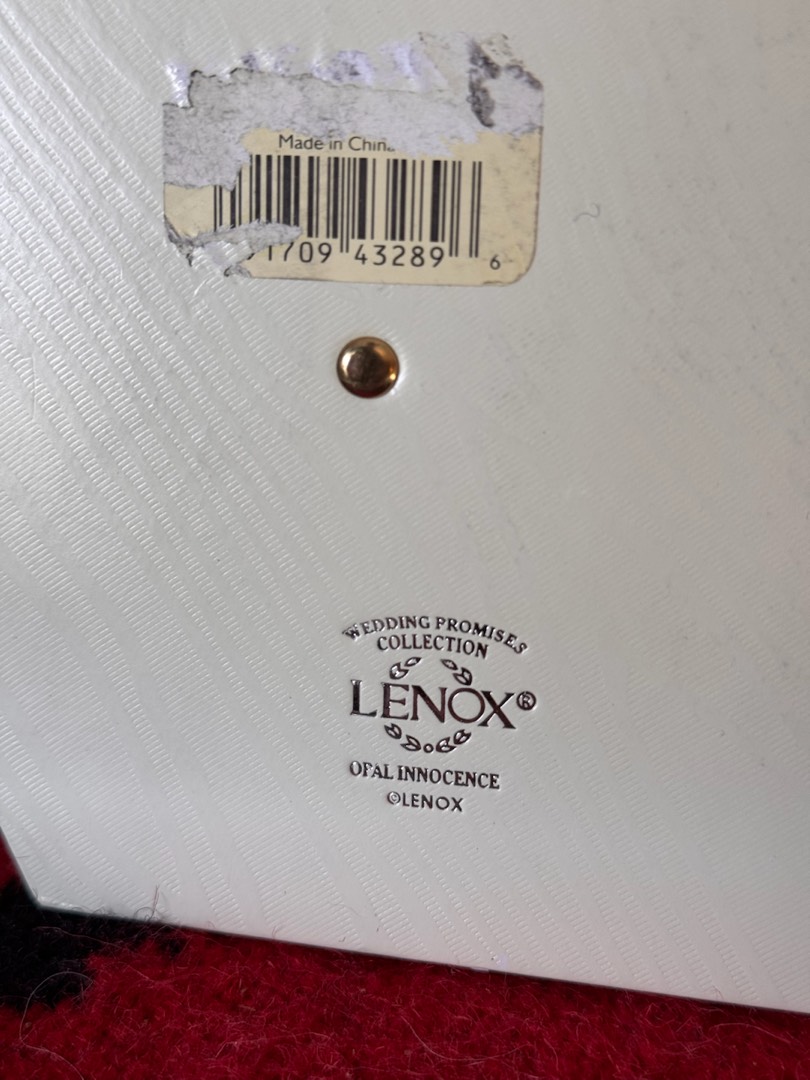 Made in Chin
1709 43289 6
WEDDING PROMISES
COLLECTION
LENOX®
OPAL INNOCENCE
©LENOX